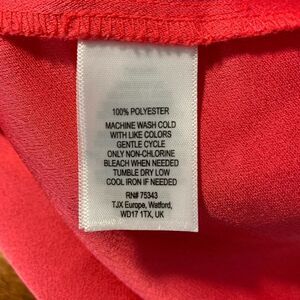 100% POLYESTER
MACHINE WASH COLD
WITH LIKE COLORS
GENTLE CYCLE
ONLY NON-CHLORINE
BLEACH WHEN NEEDED
TUMBLE DRY LOW
COOL IRON IF NEEDED
RN# 75343
TJX Europe, Watford,
WD17 1TX, UK